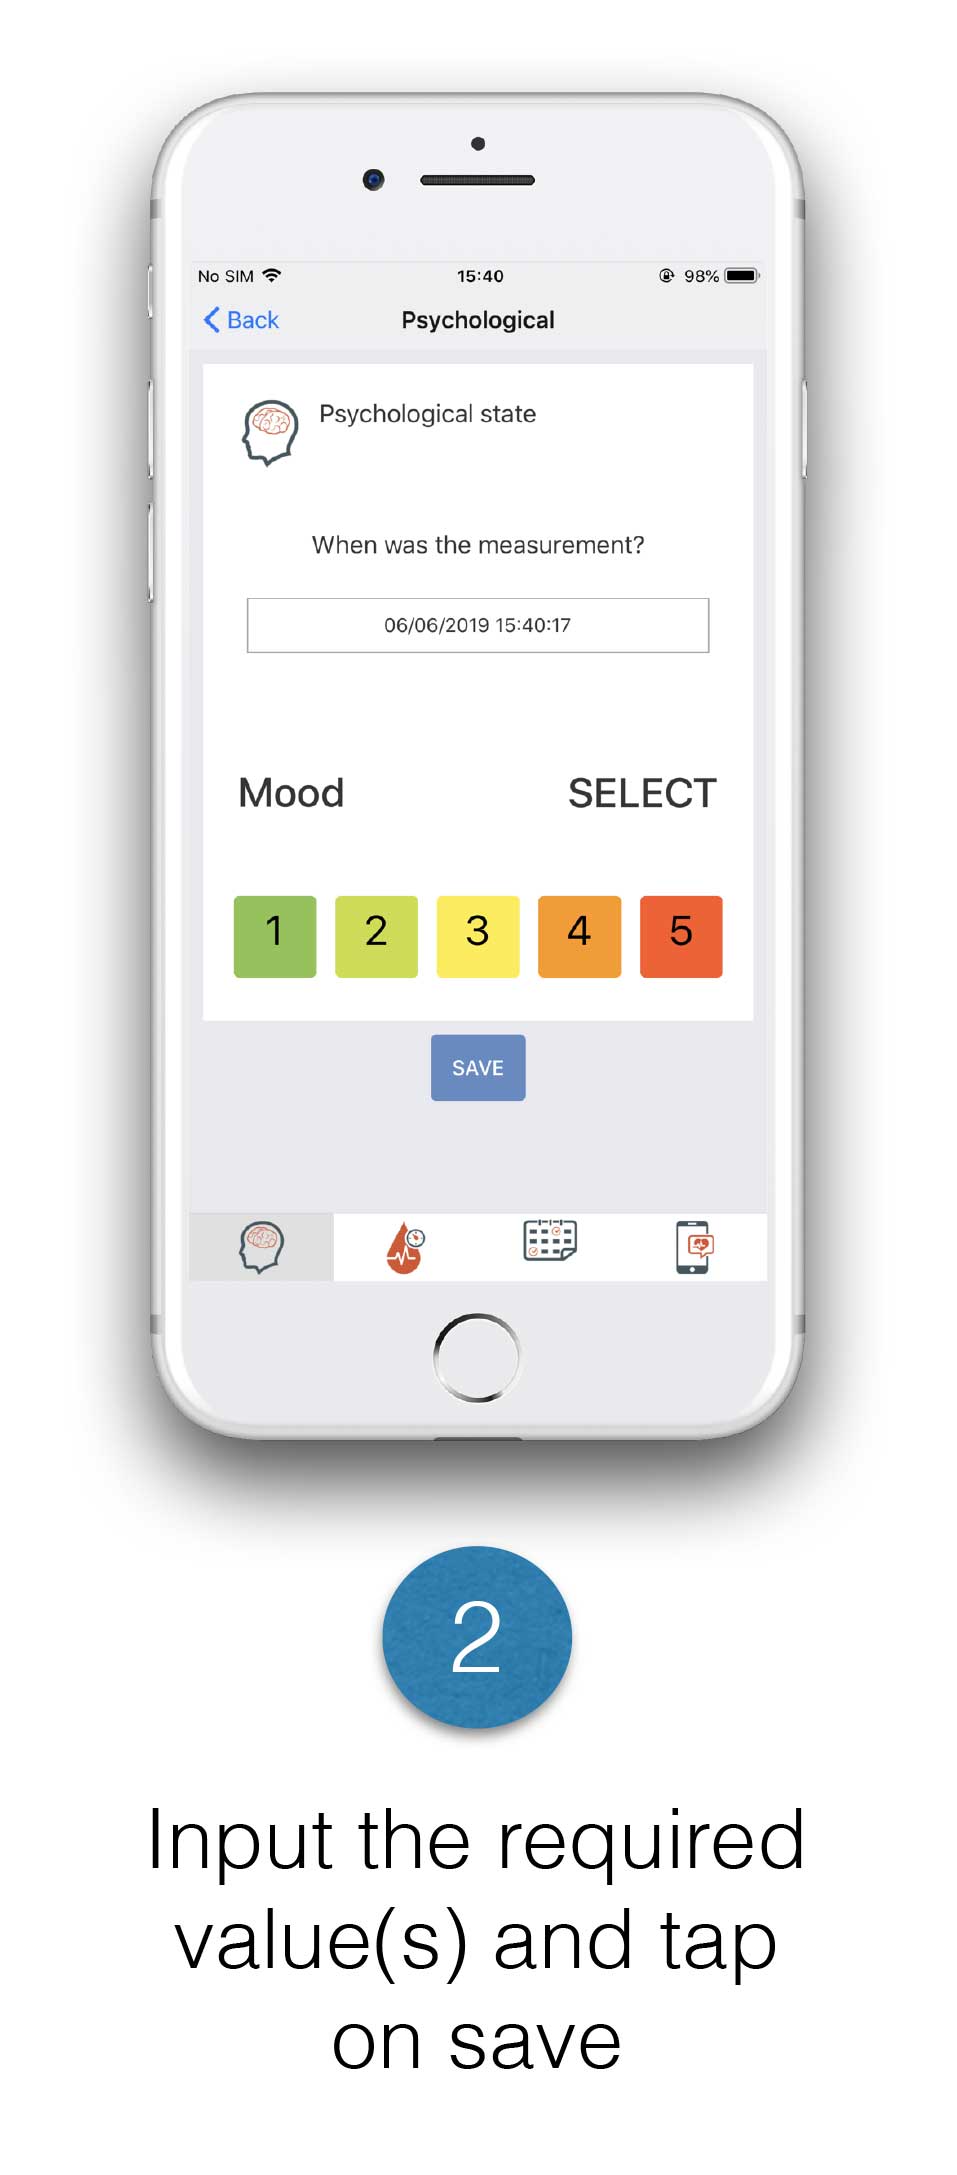 No SIM 15:40 98%
Back Psychological
Psychological state
When was the measurement?
06/06/2019 15:40:17
Mood SELECT
1 2 3 4 5
SAVE
2
Input the required
value(s) and tap
on save